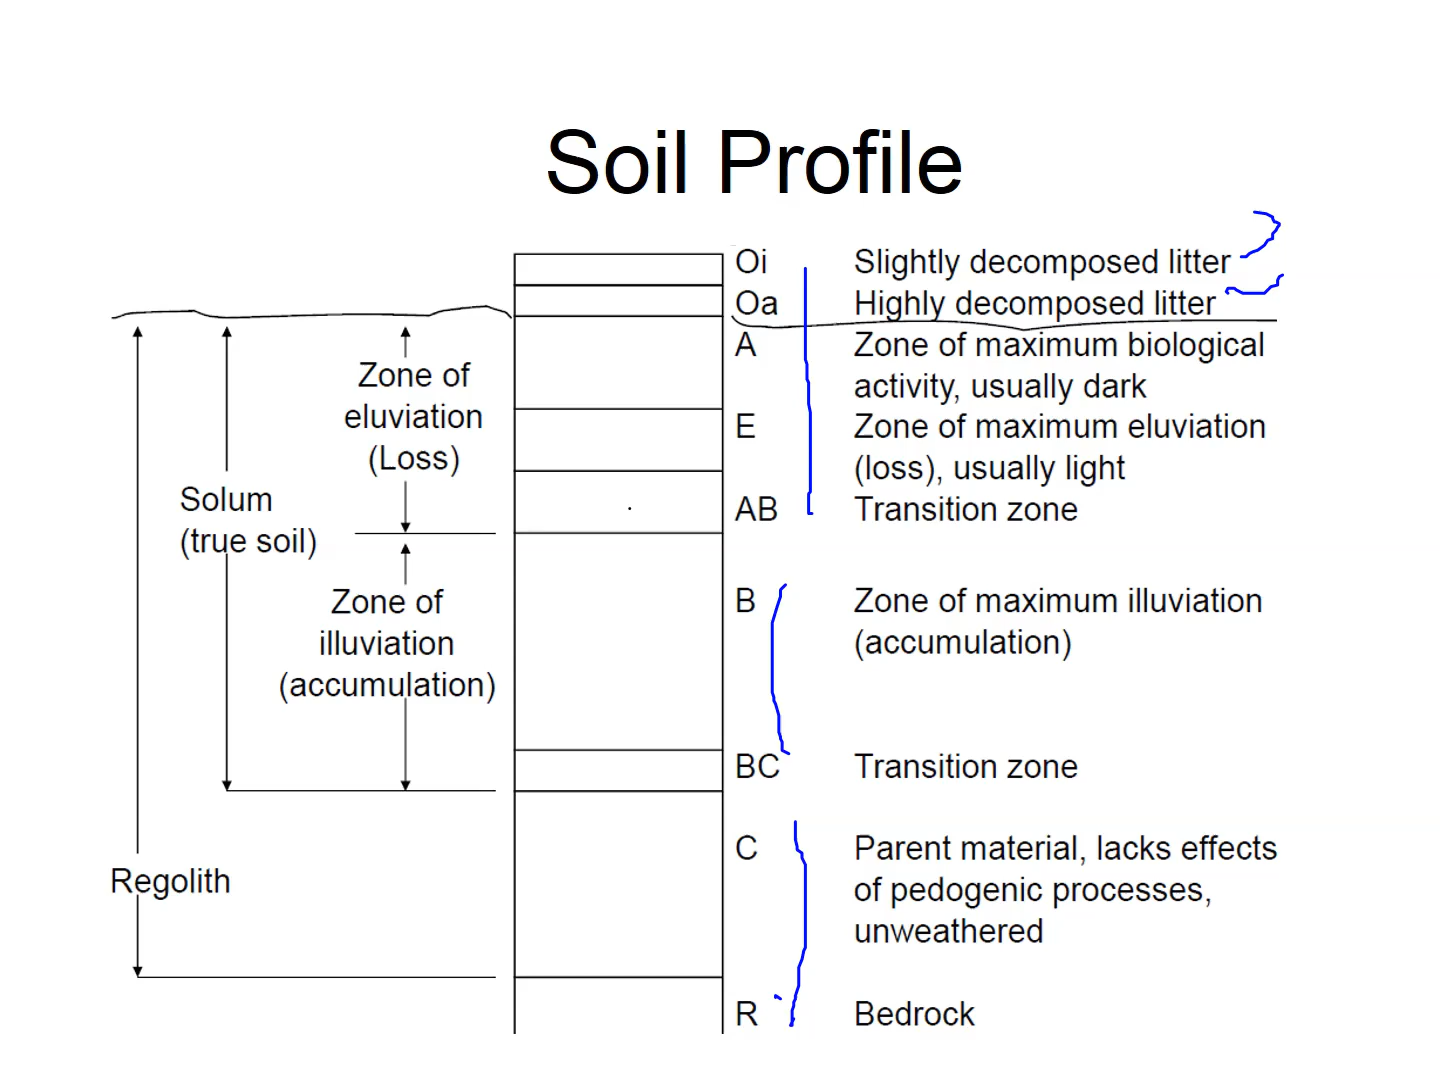 Soil Profile
Oi Slightly decomposed litter
Oa Highly decomposed litter
A Zone of maximum biological
activity, usually dark
E Zone of maximum eluviation
(loss), usually light
AB Transition zone
B Zone of maximum illuviation
(accumulation)
BC Transition zone
C Parent material, lacks effects
of pedogenic processes,
unweathered
R Bedrock
Zone of
eluviation
(Loss)
Solum
(true soil)
Zone of
illuviation
(accumulation)
Regolith